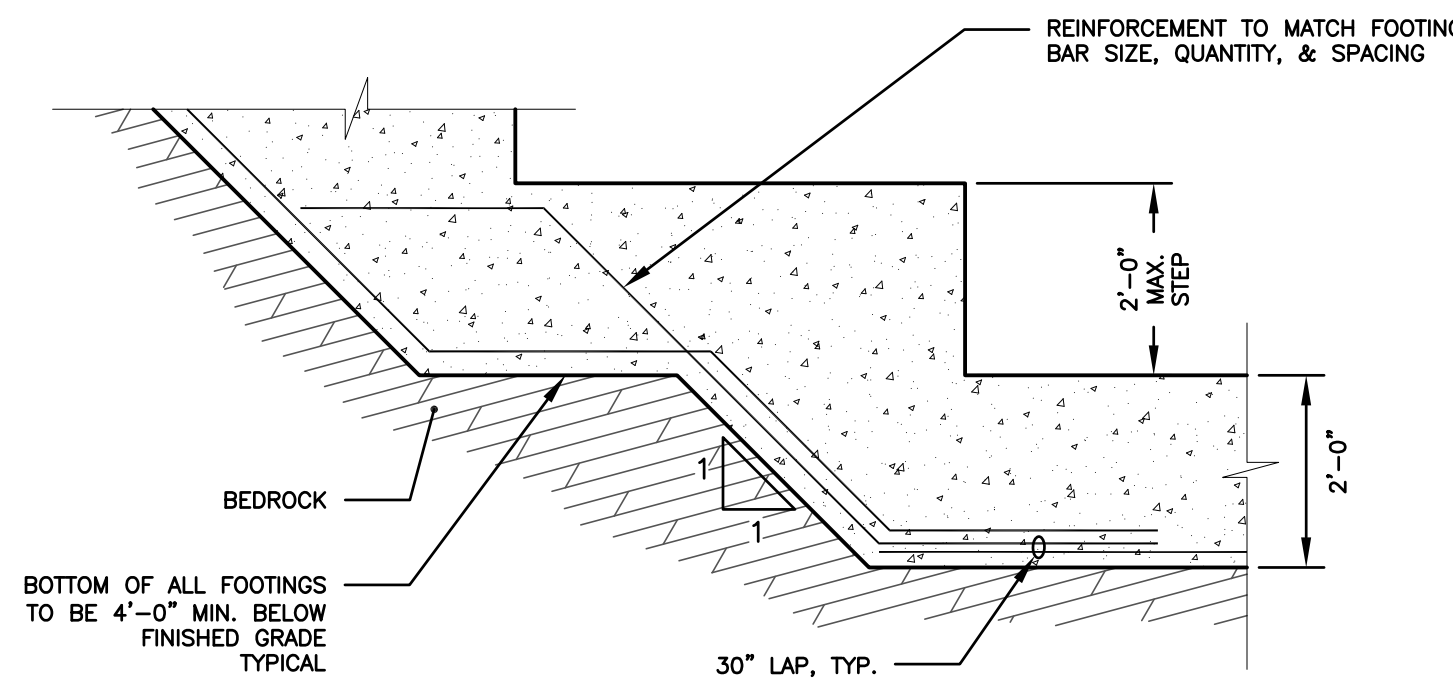 REINFORCEMENT TO MATCH FOOTING
BAR SIZE, QUANTITY, & SPACING
2'-0"
MAX.
STEP
2'-0"
1
1
BEDROCK
BOTTOM OF ALL FOOTINGS
TO BE 4'-0" MIN. BELOW
FINISHED GRADE
TYPICAL
30" LAP, TYP.